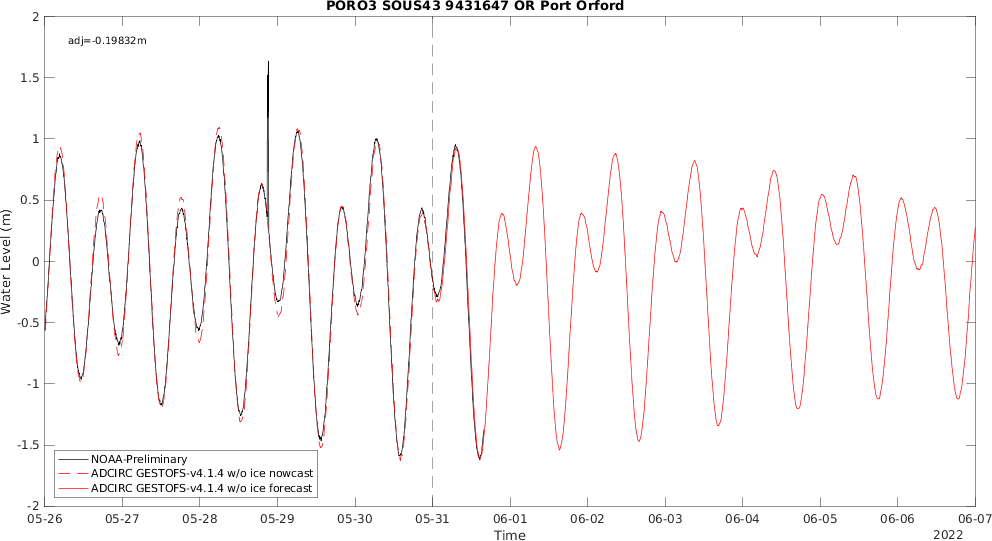 PORO3 SOUS43 9431647 OR Port Orford
adj=-0.19832m
Water Level (m)
2
1.5
1
0.5
0
-0.5
-1
-1.5
-2
NOAA-Preliminary
ADCIRC GESTOFS-v4.1.4 w/o ice nowcast
ADCIRC GESTOFS-v4.1.4 w/o ice forecast
05-26 05-27 05-28 05-29 05-30 05-31 06-01 06-02 06-03 06-04 06-05 06-06 06-07
Time
2022